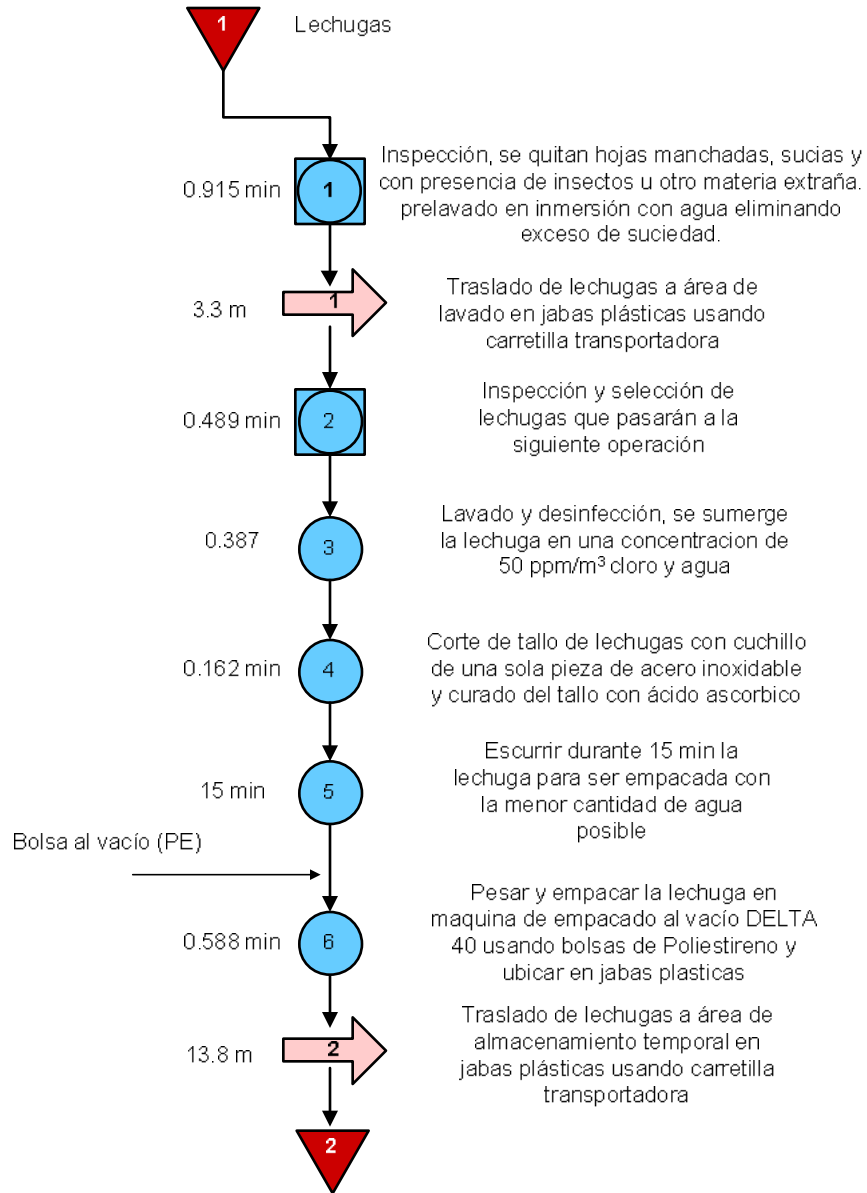 1
Lechugas
Inspección, se quitan hojas manchadas, sucias y
con presencia de insectos u otro materia extraña.
prelavado en inmersión con agua eliminando
exceso de suciedad.
0.915 min
1
3.3 m
1
Traslado de lechugas a área de
lavado en jabas plásticas usando
carretilla transportadora
0.489 min
2
Inspección y selección de
lechugas que pasarán a la
siguiente operación
0.387
3
Lavado y desinfección, se sumerge
la lechuga en una concentracion de
50 ppm/m³ cloro y agua
0.162 min
4
Corte de tallo de lechugas con cuchillo
de una sola pieza de acero inoxidable
y curado del tallo con ácido ascorbico
15 min
5
Escurrir durante 15 min la
lechuga para ser empacada con
la menor cantidad de agua
posible
Bolsa al vacío (PE)
0.588 min
6
Pesar y empacar la lechuga en
maquina de empacado al vacío DELTA
40 usando bolsas de Poliestireno y
ubicar en jabas plasticas
13.8 m
2
Traslado de lechugas a área de
almacenamiento temporal en
jabas plásticas usando carretilla
transportadora
2